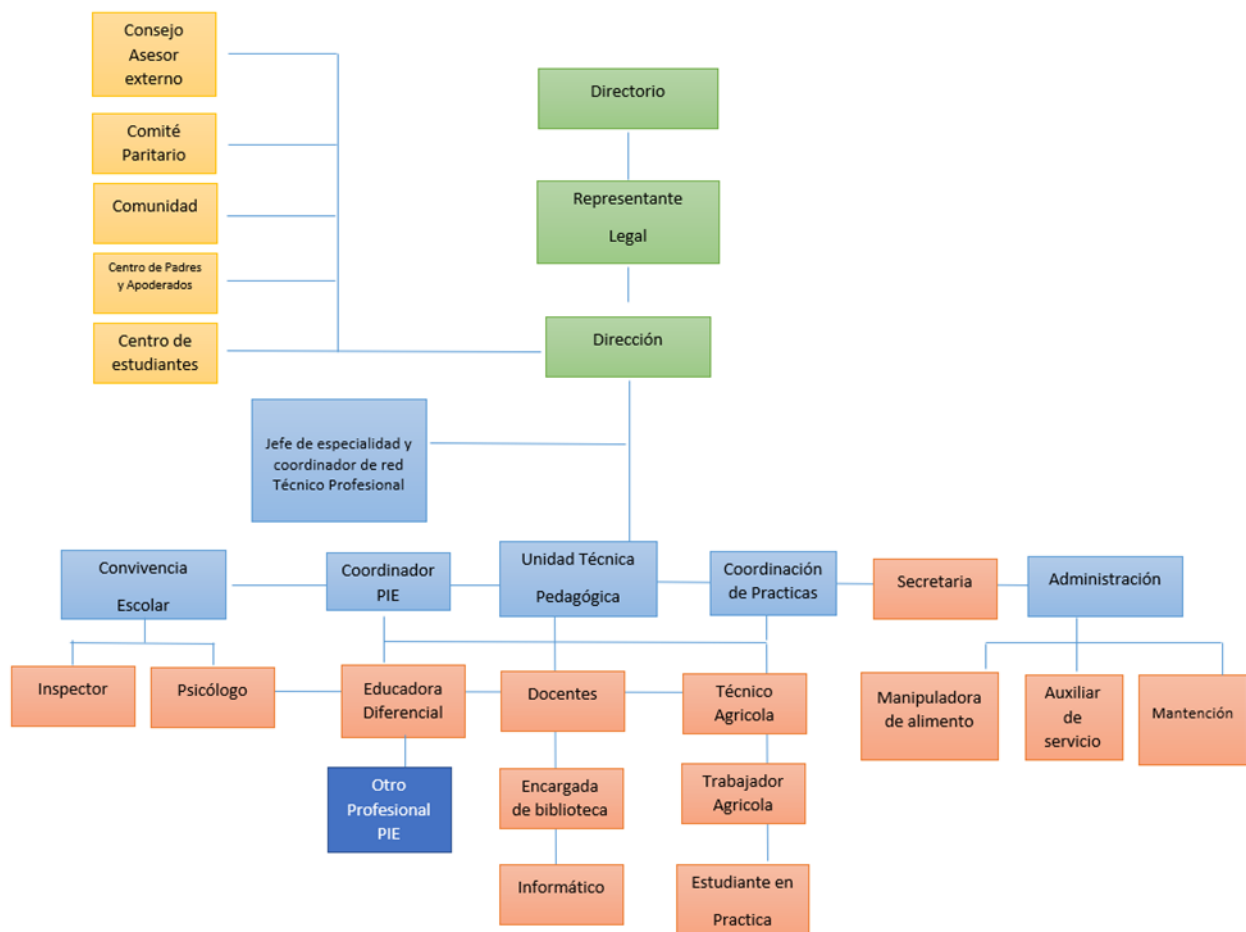 Consejo
Asesor
externo
Directorio
Comité
Paritario
Representante
Legal
Comunidad
Centro de Padres
y Apoderados
Centro de
estudiantes
Dirección
Jefe de especialidad y
coordinador de red
Técnico Profesional
Convivencia
Escolar
Coordinador
PIE
Unidad Técnica
Pedagógica
Coordinación
de Practicas
Secretaria
Administración
Inspector
Psicólogo
Educadora
Diferencial
Docentes
Técnico
Agricola
Manipuladora
de alimento
Auxiliar
de
servicio
Mantención
Otro
Profesional
PIE
Encargada
de biblioteca
Trabajador
Agricola
Informático
Estudiante en
Practica